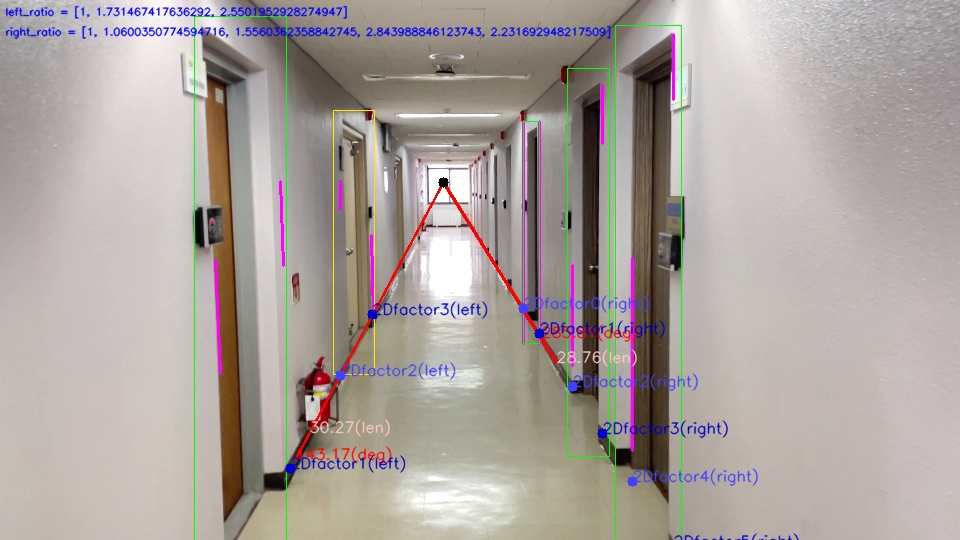 left_ratio = [1, 1.731467417636292, 2.5501952928274947]
right_ratio = [1, 1.0600350774594716, 1.5560362358842745, 2.843988846123743, 2.231692948217509]
2Dfactor0(right)
2Dfactor3(left)
2Dfactor1(right)
28.76(len)
2Dfactor2(left)
2Dfactor2(right)
30.27(len)
2Dfactor3(right)
43.17(deg)
2Dfactor1(left)
2Dfactor4(right)
2Dfactor5(right)